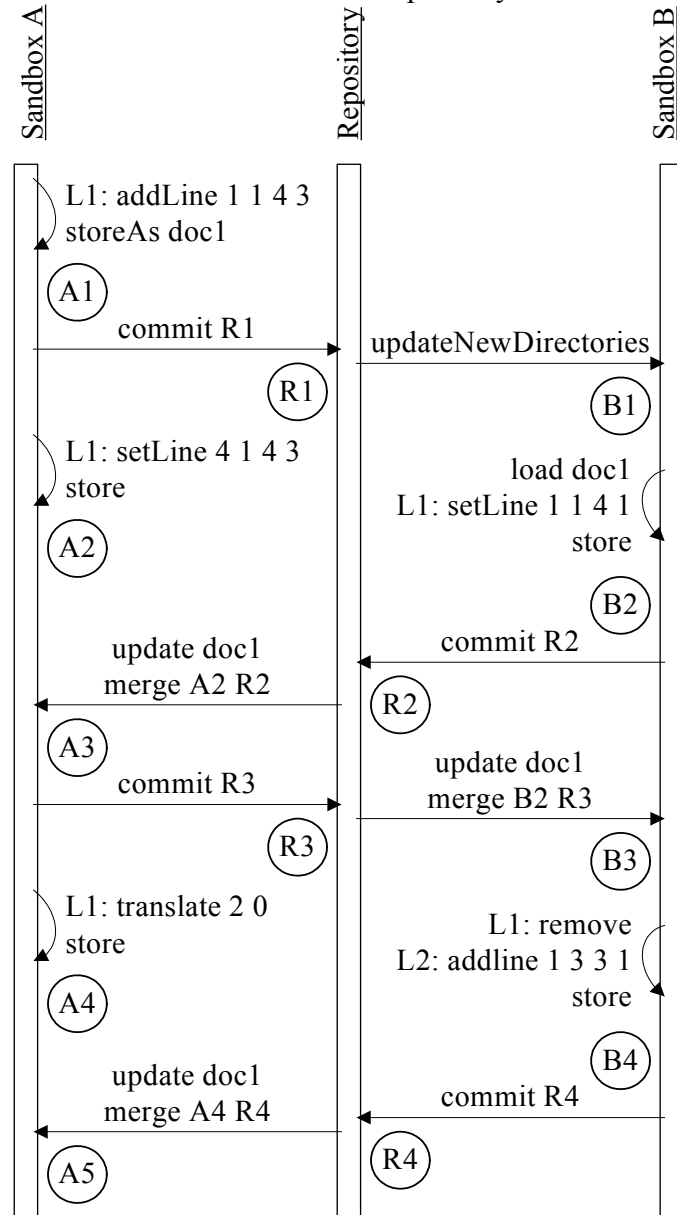 Sandbox A
Repository
Sandbox B
L1: addLine 1 1 4 3
storeAs doc1
A1
commit R1
updateNewDirectories
R1
B1
L1: setLine 4 1 4 3
store
load doc1
L1: setLine 1 1 4 1
store
A2
B2
commit R2
update doc1
merge A2 R2
R2
A3
commit R3
update doc1
merge B2 R3
R3
B3
L1: translate 2 0
store
L1: remove
L2: addline 1 3 3 1
store
A4
B4
commit R4
update doc1
merge A4 R4
R4
A5